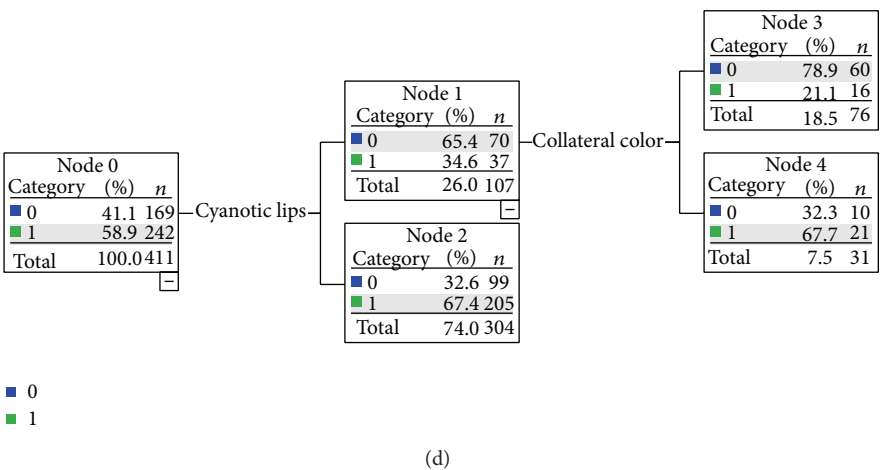 Node 0
Category (%) n
0 41.1 169
1 58.9 242
Total 100.0 411
−
Cyanotic lips
Node 1
Category (%) n
0 65.4 70
1 34.6 37
Total 26.0 107
−
Node 2
Category (%) n
0 32.6 99
1 67.4 205
Total 74.0 304
Collateral color
Node 3
Category (%) n
0 78.9 60
1 21.1 16
Total 18.5 76
Node 4
Category (%) n
0 32.3 10
1 67.7 21
Total 7.5 31
0
1
(d)